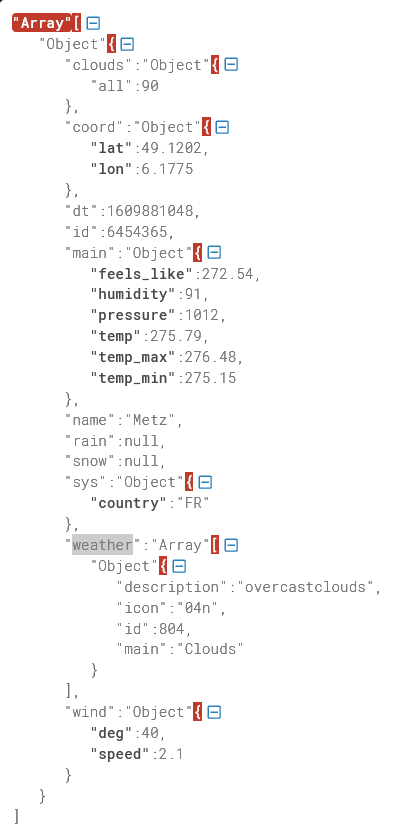 "Array"[
"Object"{
"clouds":"Object"{
"all":90
},
"coord":"Object"{
"lat":49.1202,
"lon":6.1775
},
"dt":1609881048,
"id":6454365,
"main":"Object"{
"feels_like":272.54,
"humidity":91,
"pressure":1012,
"temp":275.79,
"temp_max":276.48,
"temp_min":275.15
},
"name":"Metz",
"rain":null,
"snow":null,
"sys":"Object"{
"country":"FR"
},
"weather":"Array"[
"Object"{
"description":"overcastclouds",
"icon":"04n",
"id":804,
"main":"Clouds"
}
],
"wind":"Object"{
"deg":40,
"speed":2.1
}
}
]